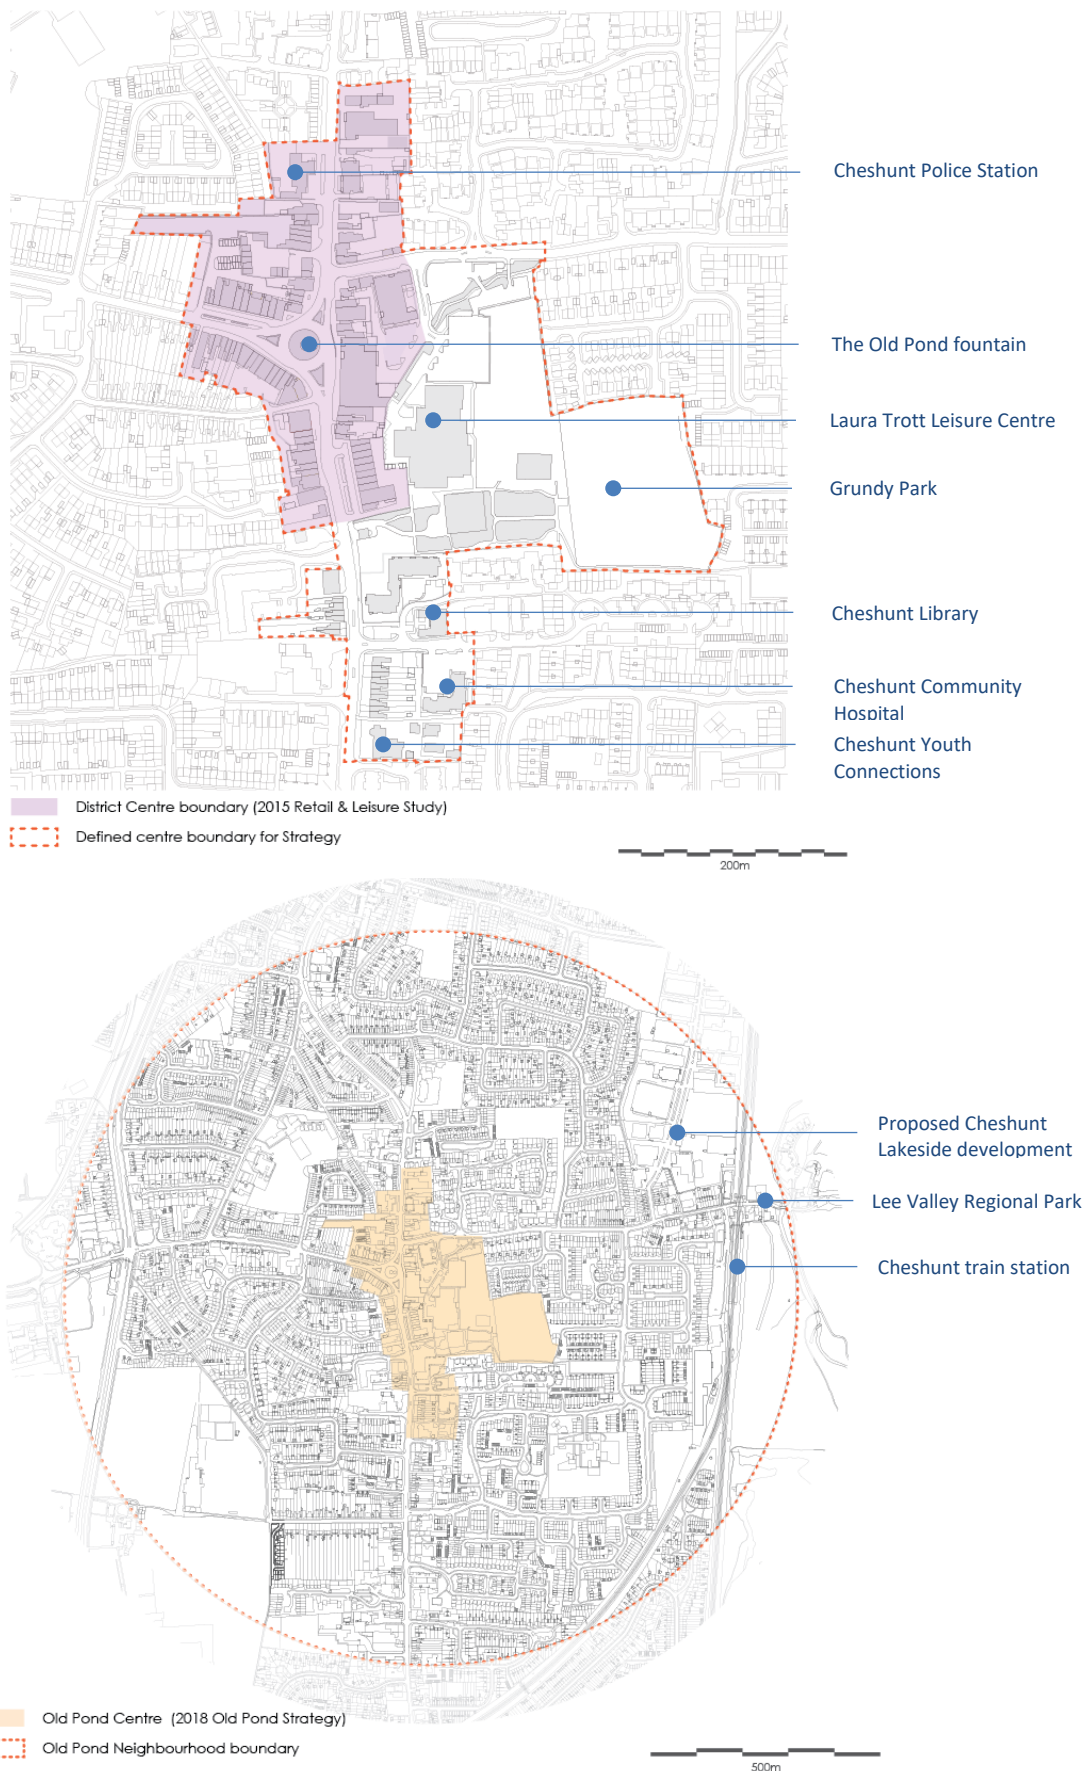 Cheshunt Police Station
The Old Pond fountain
Laura Trott Leisure Centre
Grundy Park
Cheshunt Library
Cheshunt Community
Hospital
Cheshunt Youth
Connections
District Centre boundary (2015 Retail & Leisure Study)
Defined centre boundary for Strategy
200m
Proposed Cheshunt
Lakeside development
Lee Valley Regional Park
Cheshunt train station
Old Pond Centre (2018 Old Pond Strategy)
Old Pond Neighbourhood boundary
500m